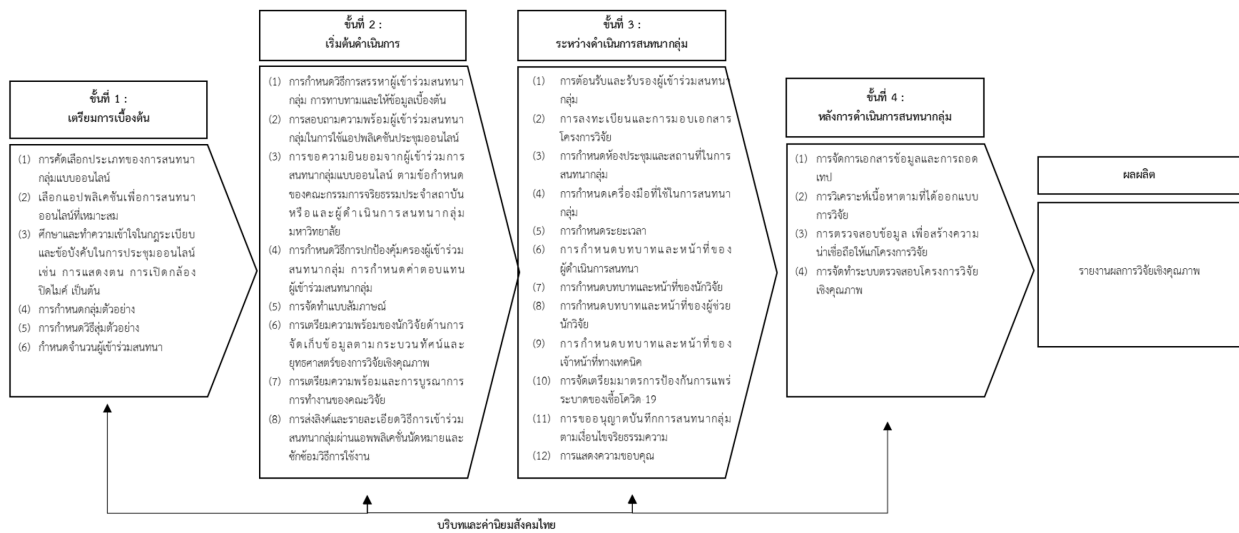 ขั้นที่ 1 :
เตรียมการเบื้องต้น
(1) การคัดเลือกประเภทของการสนทนา
กลุ่มแบบออนไลน์
(2) เลือกแอปพลิเคชันเพื่อการสนทนา
ออนไลน์ที่เหมาะสม
(3) ศึกษาและทำความเข้าใจในกฎระเบียบ
และข้อบังคับในการประชุมออนไลน์
เช่น การแสดงตน การเปิดกล้อง
ปิดไมค์ เป็นต้น
(4) การกำหนดกลุ่มตัวอย่าง
(5) การกำหนดวิธีสุ่มตัวอย่าง
(6) กำหนดจำนวนผู้เข้าร่วมสนทนา
ขั้นที่ 2 :
เริ่มต้นดำเนินการ
(1) การกำหนดวิธีการสรรหาผู้เข้าร่วมสนทนา
กลุ่ม การทาบทามและให้ข้อมูลเบื้องต้น
(2) การสอบถามความพร้อมผู้เข้าร่วมสนทนา
กลุ่มในการใช้แอปพลิเคชันประชุมออนไลน์
(3) การขอความยินยอมจากผู้เข้าร่วมการ
สนทนากลุ่มแบบออนไลน์ ตามข้อกำหนด
ของคณะกรรมการจริยธรรมประจำสถาบัน
หรือและผู้ดำเนินการสนทนากลุ่ม
มหาวิทยาลัย
(4) การกำหนดวิธีการปกป้องคุ้มครองผู้เข้าร่วม
สนทนากลุ่ม การกำหนดค่าตอบแทน
ผู้เข้าร่วมสนทนากลุ่ม
(5) การจัดทำแบบสัมภาษณ์
(6) การเตรียมความพร้อมของนักวิจัยด้านการ
จัดเก็บข้อมูลตามกระบวนทัศน์และ
ยุทธศาสตร์ของการวิจัยเชิงคุณภาพ
(7) การเตรียมความพร้อมและการบูรณาการ
การทำงานของคณะวิจัย
(8) การส่งลิงค์และรายละเอียดวิธีการเข้าร่วม
สนทนากลุ่มผ่านแอพพลิเคชั่นนัดหมายและ
ซักซ้อมวิธีการใช้งาน
ขั้นที่ 3 :
ระหว่างดำเนินการสนทนากลุ่ม
(1) การต้อนรับและรับรองผู้เข้าร่วมสนทนา
กลุ่ม
(2) การลงทะเบียนและการมอบเอกสาร
โครงการวิจัย
(3) การกำหนดห้องประชุมและสถานที่ในการ
สนทนากลุ่ม
(4) การกำหนดเครื่องมือที่ใช้ในการสนทนา
กลุ่ม
(5) การกำหนดระยะเวลา
(6) การกำหนดบทบาทและหน้าที่ของ
ผู้ดำเนินการสนทนา
(7) การกำหนดบทบาทและหน้าที่ของนักวิจัย
(8) การกำหนดบทบาทและหน้าที่ของผู้ช่วย
นักวิจัย
(9) การกำหนดบทบาทและหน้าที่ของ
เจ้าหน้าที่ทางเทคนิค
(10) การจัดเตรียมมาตรการป้องกันการแพร่
ระบาดของเชื้อโควิด 19
(11) การขออนุญาตบันทึกการสนทนากลุ่ม
ตามเงื่อนไขจริยธรรมความ
(12) การแสดงความขอบคุณ
ขั้นที่ 4 :
หลังการดำเนินการสนทนากลุ่ม
(1) การจัดการเอกสารข้อมูลและการถอด
เทป
(2) การวิเคราะห์เนื้อหาตามที่ได้ออกแบบ
การวิจัย
(3) การตรวจสอบข้อมูล เพื่อสร้างความ
น่าเชื่อถือให้แก่โครงการวิจัย
(4) การจัดทำระบบตรวจสอบโครงการวิจัย
เชิงคุณภาพ
ผลผลิต
รายงานผลการวิจัยเชิงคุณภาพ
บริบทและค่านิยมสังคมไทย